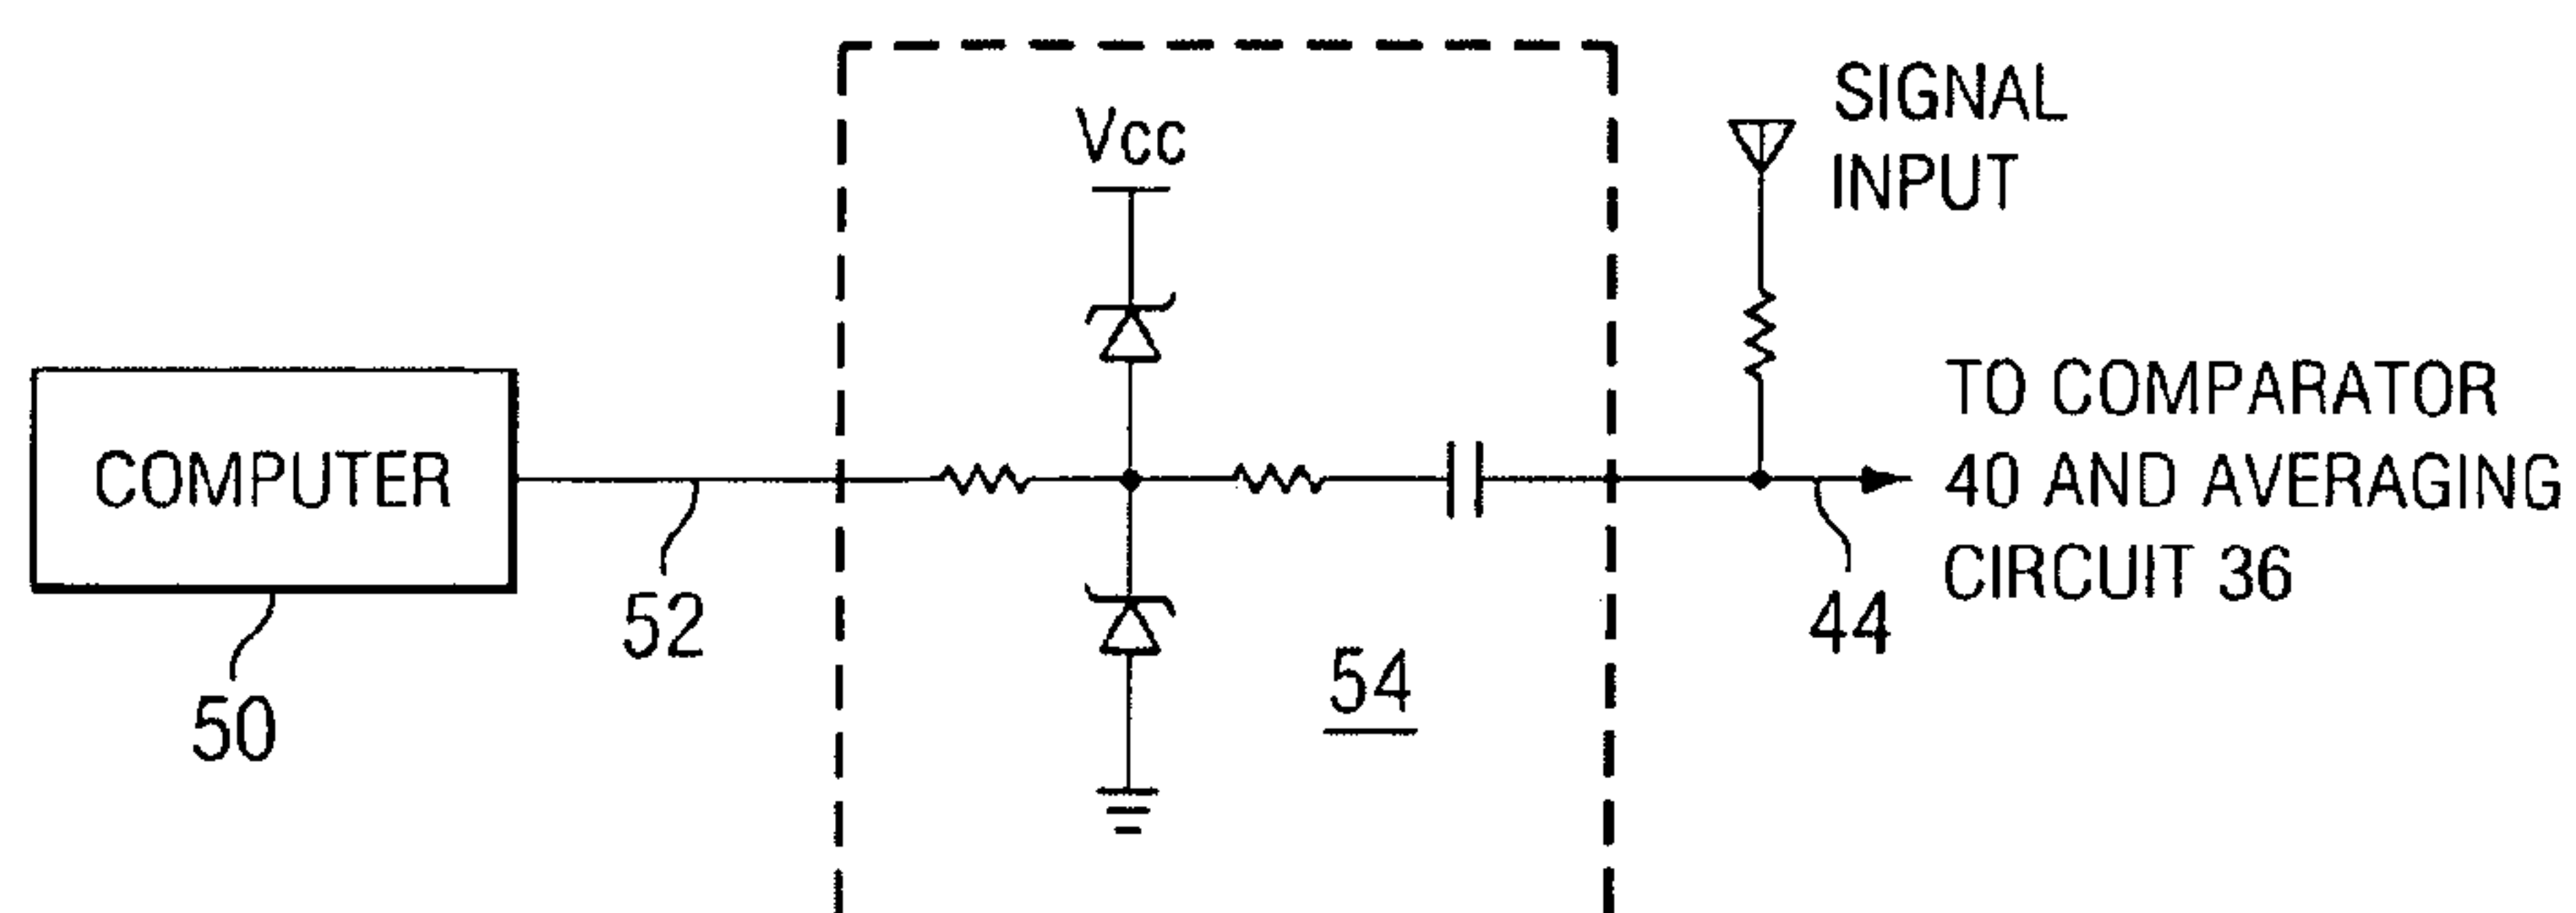 Vcc
SIGNAL
INPUT
COMPUTER
TO COMPARATOR
40 AND AVERAGING
CIRCUIT 36
52
44
54
50